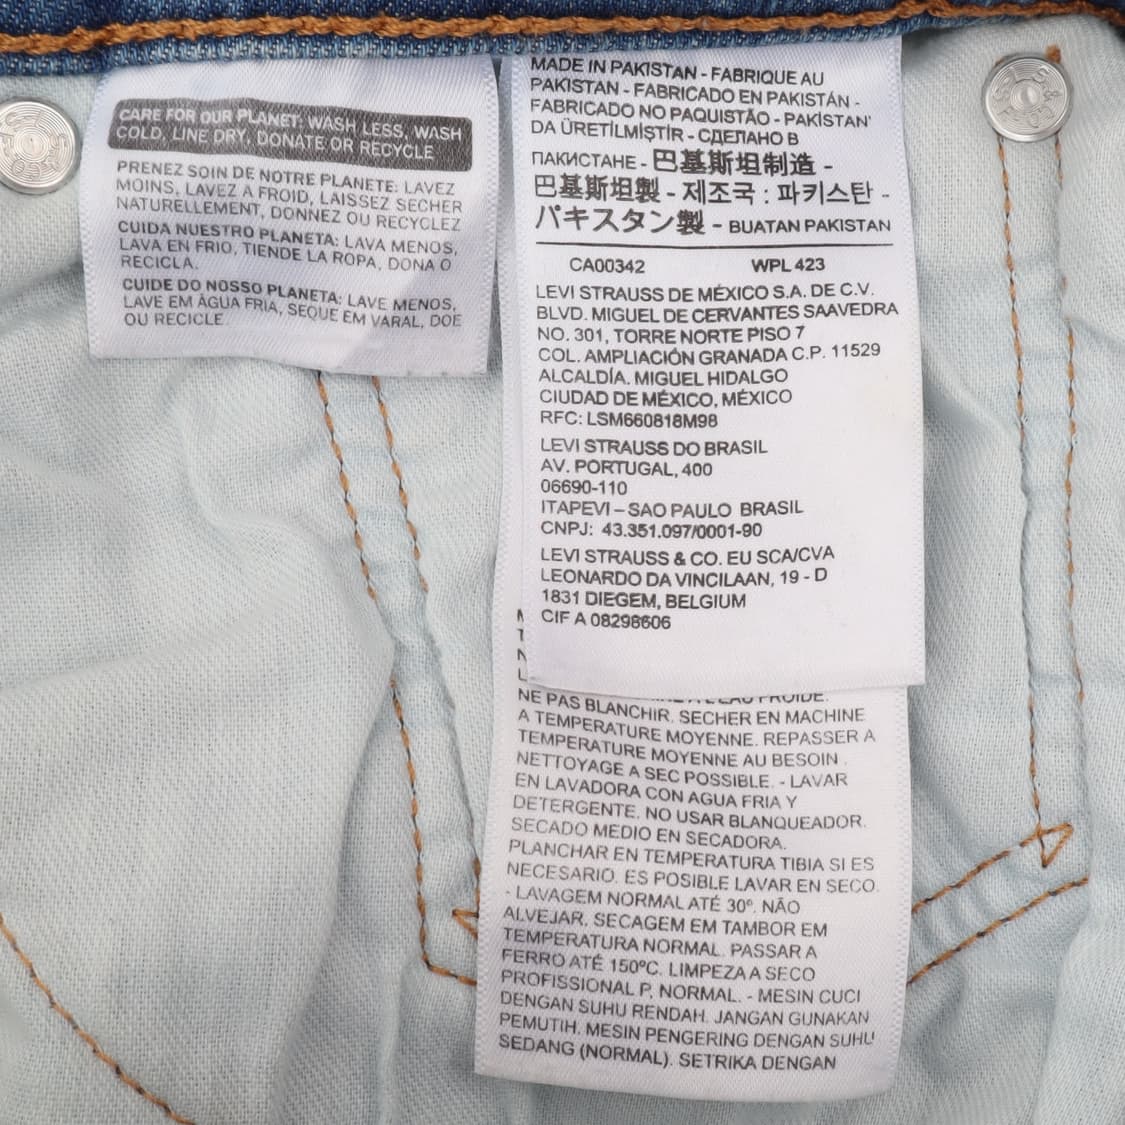 CARE FOR OUR PLANET: WASH LESS, WASH
COLD, LINE DRY, DONATE OR RECYCLE
PRENEZ SOIN DE NOTRE PLANETE: LAVEZ
MOINS, LAVEZ A FROID, LAISSEZ SECHER
NATURELLEMENT, DONNEZ OU RECYCLEZ
CUIDA NUESTRO PLANETA: LAVA MENOS,
LAVA EN FRIO, TIENDE LA ROPA, DONA O
RECICLA.
CUIDE DO NOSSO PLANETA: LAVE MENOS,
LAVE EM ÁGUA FRIA, SEQUE EM VARAL, DOE
OU RECICLE
MADE IN PAKISTAN - FABRIQUE AU
PAKISTAN - FABRICADO EN PAKISTÁN -
FABRICADO NO PAQUISTÃO - PAKİSTAN'
DA ÜRETİLMİŞTİR - СДЕЛАНО В
ПАКИСТАНЕ - 巴基斯坦制造 -
巴基斯坦製 - 제조국 : 파키스탄 -
パキスタン製 - BUATAN PAKISTAN
CA00342 WPL 423
LEVI STRAUSS DE MÉXICO S.A. DE C.V.
BLVD. MIGUEL DE CERVANTES SAAVEDRA
NO. 301, TORRE NORTE PISO 7
COL. AMPLIACIÓN GRANADA C.P. 11529
ALCALDÍA. MIGUEL HIDALGO
CIUDAD DE MÉXICO, MÉXICO
RFC: LSM660818M98
LEVI STRAUSS DO BRASIL
AV. PORTUGAL, 400
06690-110
ITAPEVI – SAO PAULO BRASIL
CNPJ: 43.351.097/0001-90
LEVI STRAUSS & CO. EU SCA/CVA
LEONARDO DA VINCILAAN, 19 - D
1831 DIEGEM, BELGIUM
CIF A 08298606
NE PAS BLANCHIR. SECHER EN MACHINE
A TEMPERATURE MOYENNE. REPASSER A
TEMPERATURE MOYENNE AU BESOIN.
NETTOYAGE A SEC POSSIBLE. - LAVAR
EN LAVADORA CON AGUA FRIA Y
DETERGENTE. NO USAR BLANQUEADOR.
SECADO MEDIO EN SECADORA.
PLANCHAR EN TEMPERATURA TIBIA SI ES
NECESARIO. ES POSIBLE LAVAR EN SECO.
- LAVAGEM NORMAL ATÉ 30º. NÃO
ALVEJAR. SECAGEM EM TAMBOR EM
TEMPERATURA NORMAL. PASSAR A
FERRO ATÉ 150ºC. LIMPEZA A SECO
PROFISSIONAL P, NORMAL. - MESIN CUCI
DENGAN SUHU RENDAH. JANGAN GUNAKAN
PEMUTIH. MESIN PENGERING DENGAN SUHU
SEDANG (NORMAL). SETRIKA DENGAN